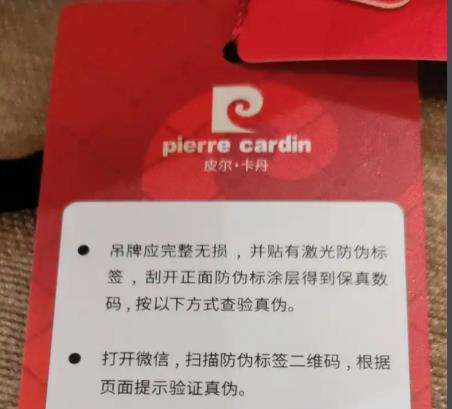 pierre cardin
皮尔·卡丹
● 吊牌应完整无损，并贴有激光防伪标
签，刮开正面防伪标涂层得到保真数
码，按以下方式查验真伪。
● 打开微信，扫描防伪标签二维码，根据
页面提示验证真伪。